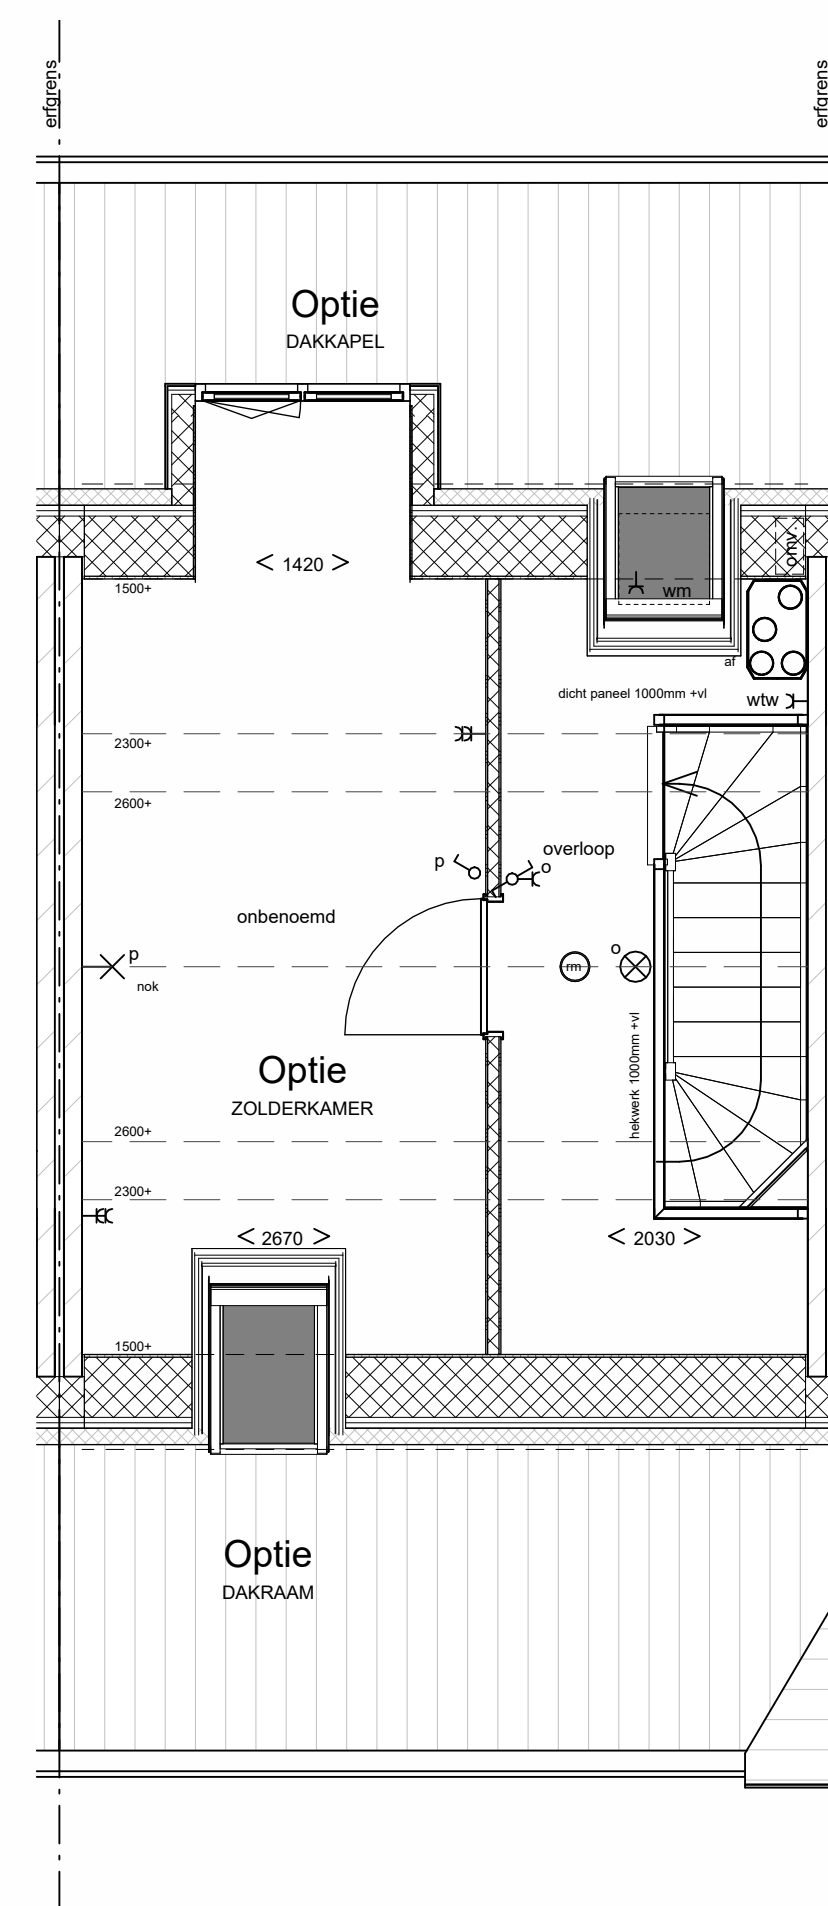 erfgrens
erfgrens
Optie
DAKKAPEL
omv.
< 1420 >
1500+
wm
af
dicht paneel 1000mm +vl
wtw
2300+
2600+
overloop
p
o
onbenoemd
o
p
rm
nok
hekwerk 1000mm +vl
Optie
ZOLDERKAMER
2600+
2300+
< 2670 >
< 2030 >
1500+
Optie
DAKRAAM